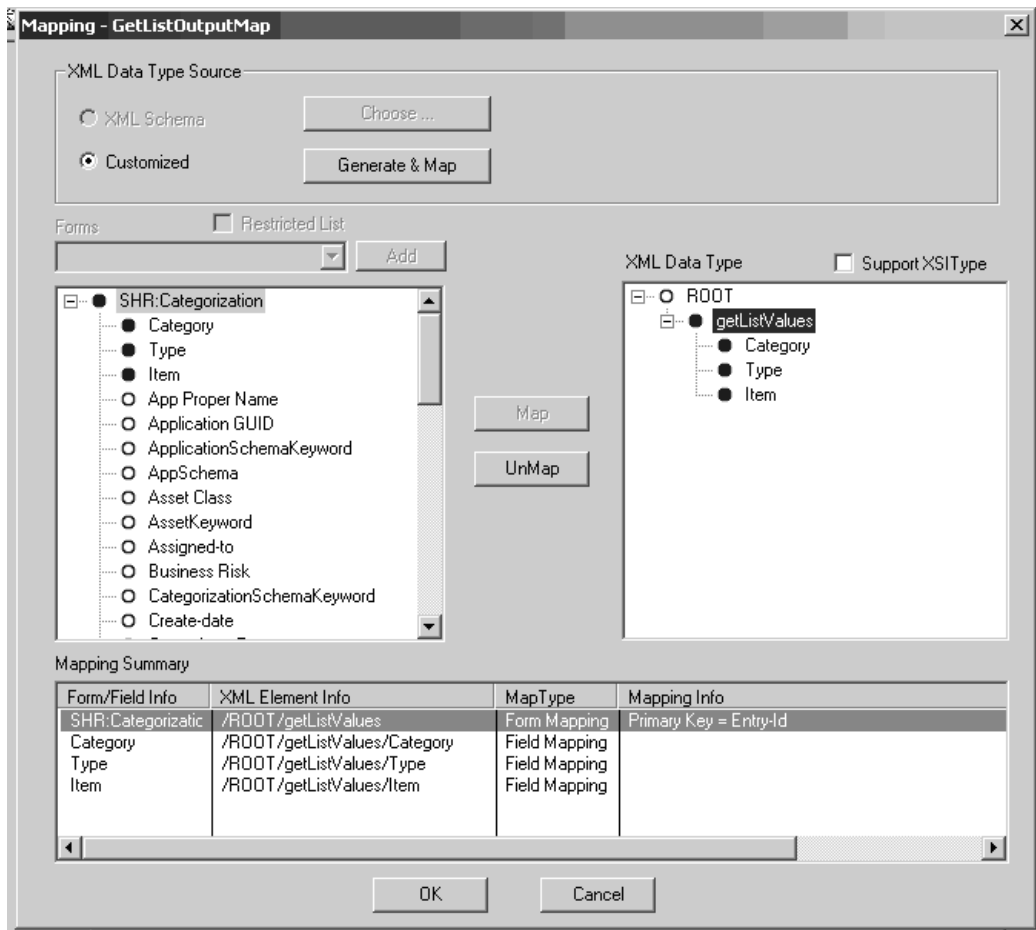 Mapping - GetListOutputMap
XML Data Type Source
XML Schema
Choose ...
Customized
Generate & Map
Forms
Restricted List
Add
XML Data Type
Support XSIType
SHR:Categorization
Category
Type
Item
App Proper Name
Application GUID
ApplicationSchemaKeyword
AppSchema
Asset Class
AssetKeyword
Assigned-to
Business Risk
CategorizationSchemaKeyword
Create-date
Map
UnMap
ROOT
getListValues
Category
Type
Item
Mapping Summary
Form/Field Info XML Element Info MapType Mapping Info
SHR:Categorizatic /ROOT/getListValues Form Mapping Primary Key = Entry-Id
Category /ROOT/getListValues/Category Field Mapping
Type /ROOT/getListValues/Type Field Mapping
Item /ROOT/getListValues/Item Field Mapping
OK
Cancel